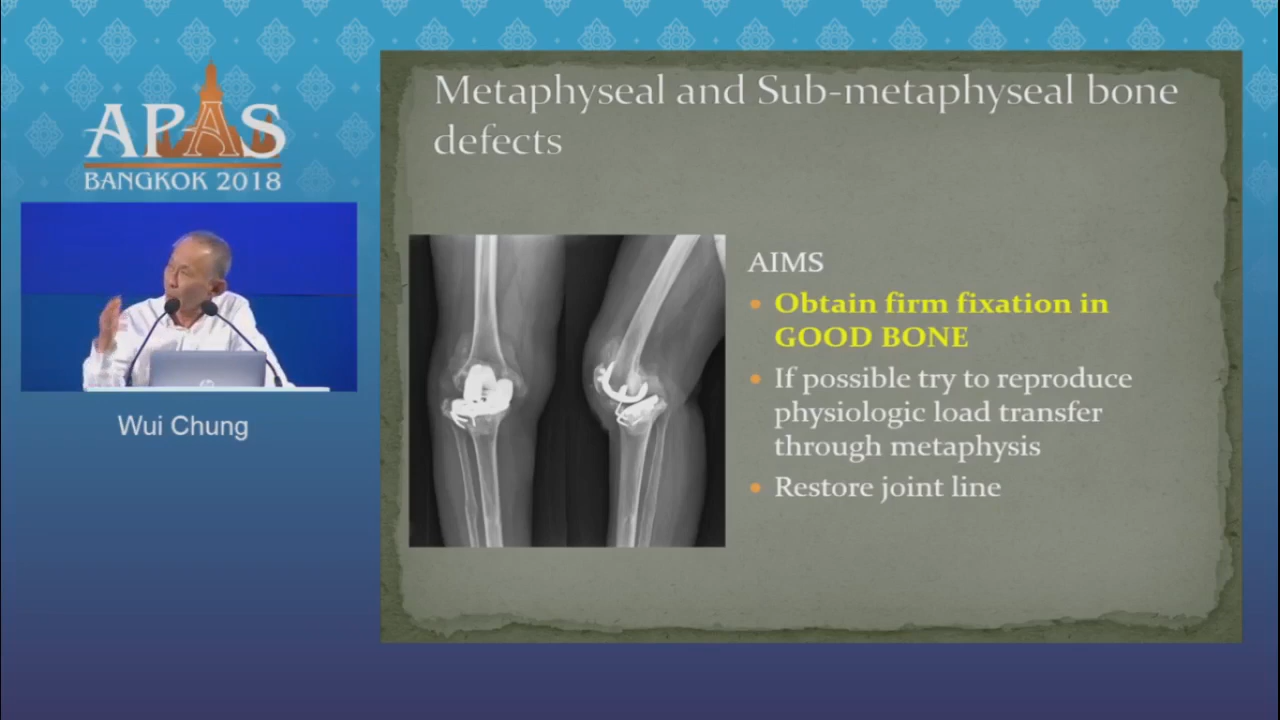 APAS
BANGKOK 2018
Wui Chung
Metaphyseal and Sub-metaphyseal bone
defects
AIMS
• Obtain firm fixation in
GOOD BONE
• If possible try to reproduce
physiologic load transfer
through metaphysis
• Restore joint line